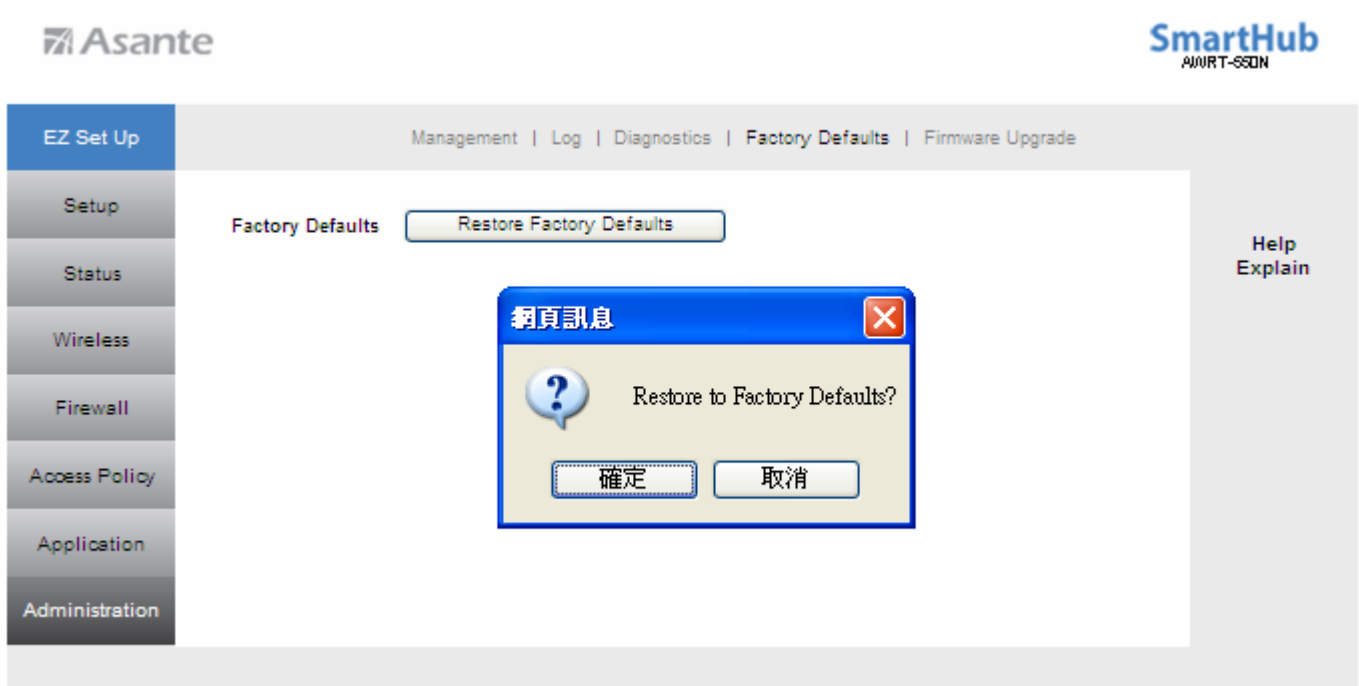 Asante
SmartHub
AWRT-550N
EZ Set Up
Management | Log | Diagnostics | Factory Defaults | Firmware Upgrade
Setup
Status
Wireless
Firewall
Access Policy
Application
Administration
Factory Defaults Restore Factory Defaults
網頁訊息
Restore to Factory Defaults?
確定 取消
Help
Explain